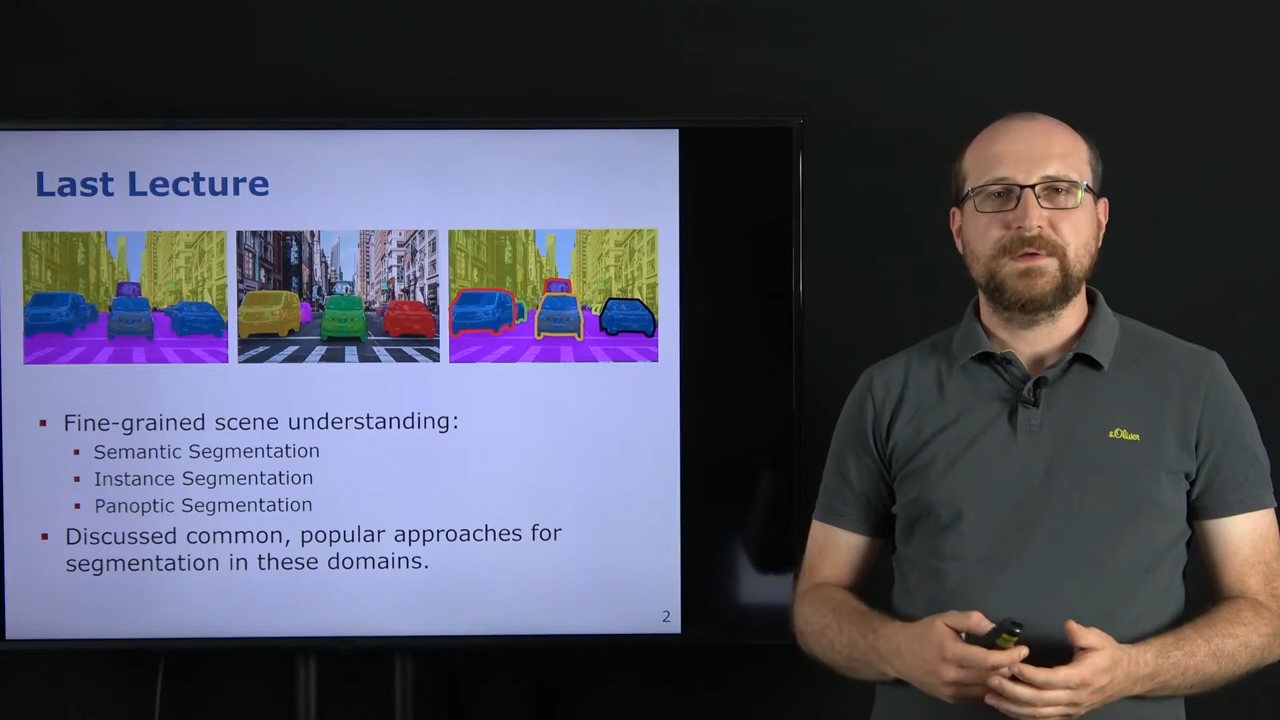 Last Lecture
Fine-grained scene understanding:
Semantic Segmentation
Instance Segmentation
Panoptic Segmentation
Discussed common, popular approaches for
segmentation in these domains.
2
s.Oliver